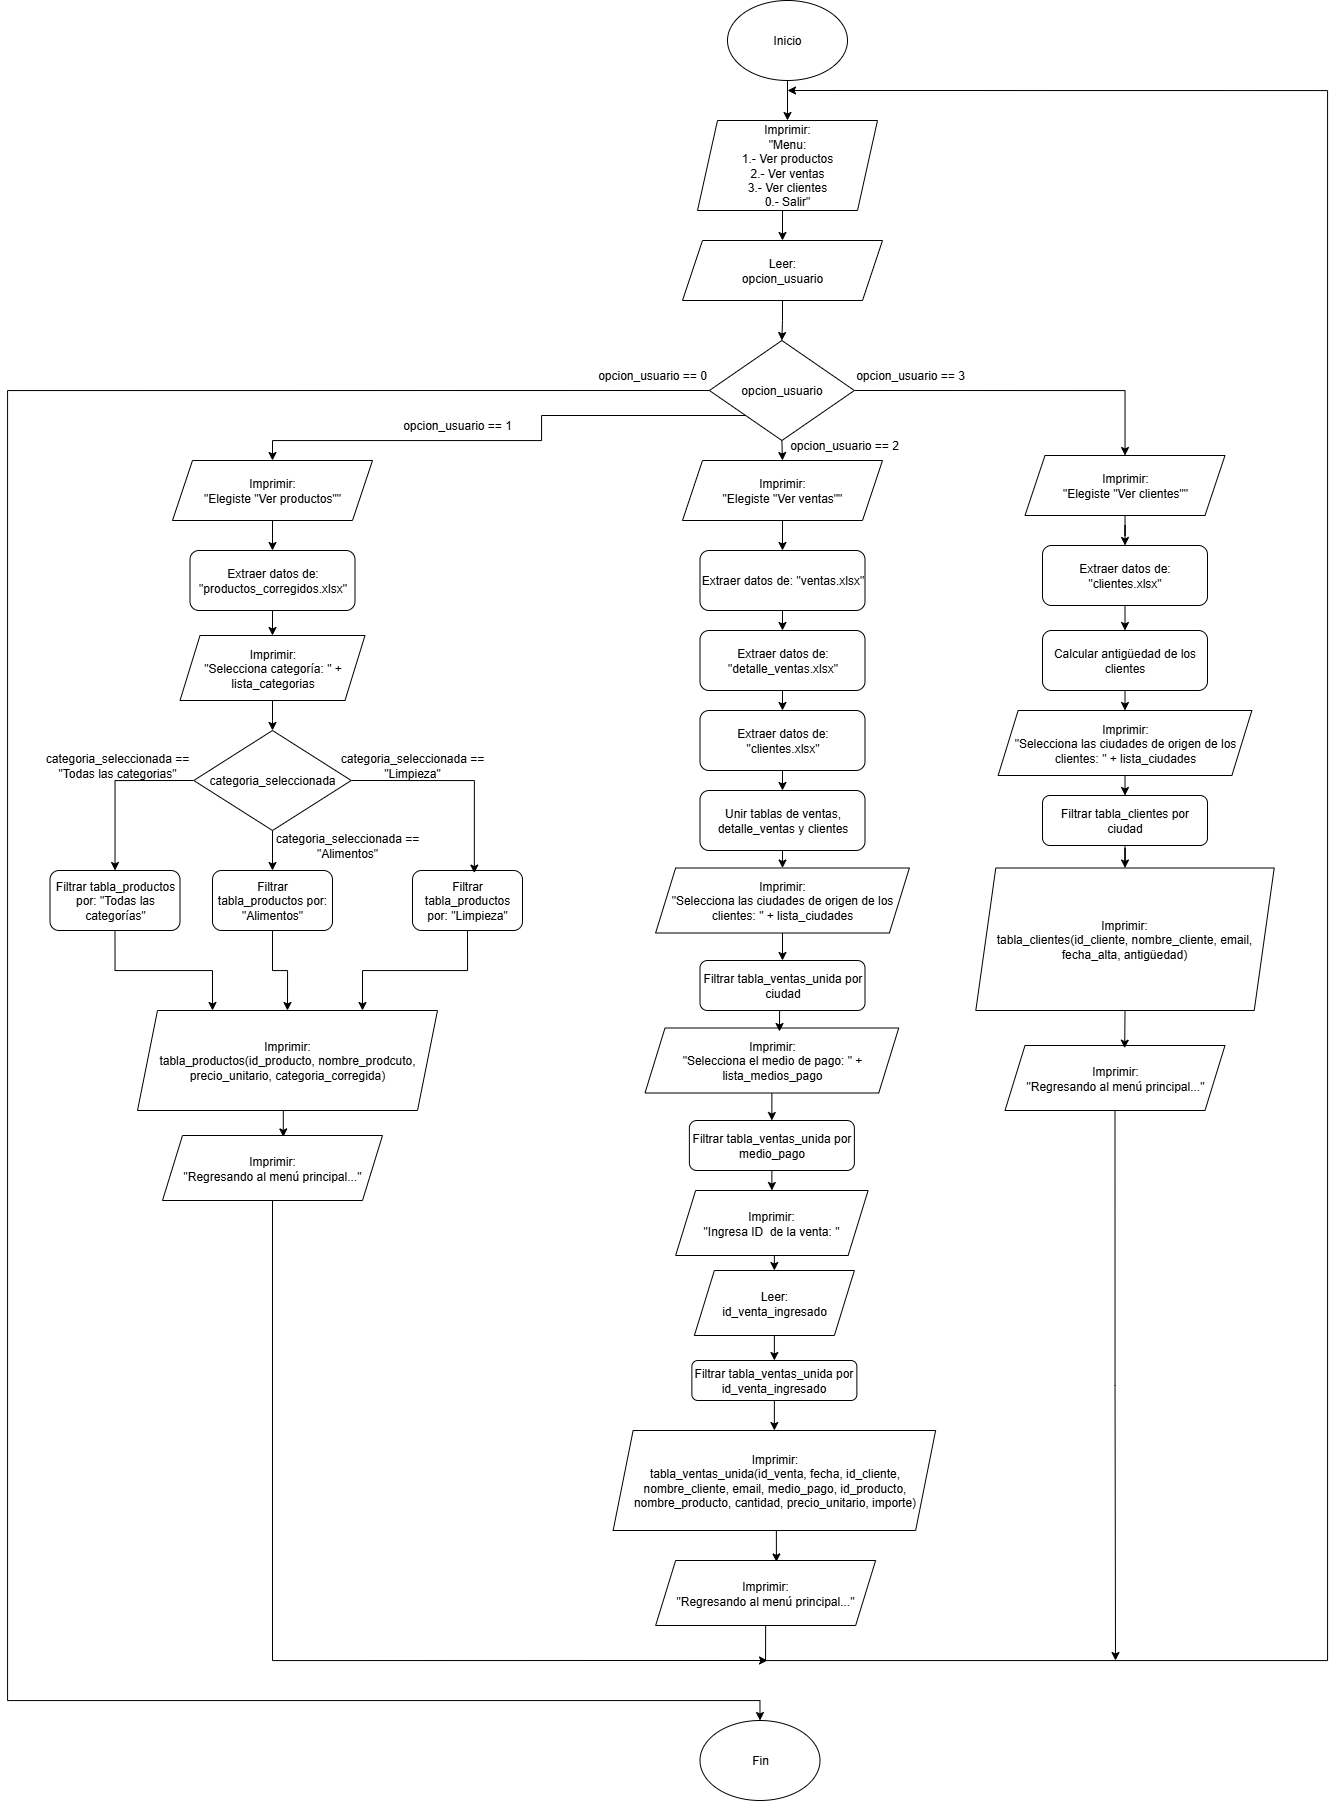 Inicio
Imprimir:
"Menu:
1.- Ver productos
2.- Ver ventas
3.- Ver clientes
0.- Salir"
Leer:
opcion_usuario
opcion_usuario
opcion_usuario == 0
opcion_usuario == 3
opcion_usuario == 1
opcion_usuario == 2
Imprimir:
"Elegiste "Ver productos""
Extraer datos de:
"productos_corregidos.xlsx"
Imprimir:
"Selecciona categoría: " +
lista_categorias
categoria_seleccionada
categoria_seleccionada ==
"Todas las categorias"
categoria_seleccionada ==
"Limpieza"
categoria_seleccionada ==
"Alimentos"
Filtrar tabla_productos
por: "Todas las
categorías"
Filtrar
tabla_productos por:
"Alimentos"
Filtrar
tabla_productos
por: "Limpieza"
Imprimir:
tabla_productos(id_producto, nombre_prodcuto,
precio_unitario, categoria_corregida)
Imprimir:
"Regresando al menú principal..."
Imprimir:
"Elegiste "Ver ventas""
Extraer datos de: "ventas.xlsx"
Extraer datos de:
"detalle_ventas.xlsx"
Extraer datos de:
"clientes.xlsx"
Unir tablas de ventas,
detalle_ventas y clientes
Imprimir:
"Selecciona las ciudades de origen de los
clientes: " + lista_ciudades
Filtrar tabla_ventas_unida por
ciudad
Imprimir:
"Selecciona el medio de pago: " +
lista_medios_pago
Filtrar tabla_ventas_unida por
medio_pago
Imprimir:
"Ingresa ID  de la venta: "
Leer:
id_venta_ingresado
Filtrar tabla_ventas_unida por
id_venta_ingresado
Imprimir:
tabla_ventas_unida(id_venta, fecha, id_cliente,
nombre_cliente, email, medio_pago, id_producto,
nombre_producto, cantidad, precio_unitario, importe)
Imprimir:
"Regresando al menú principal..."
Imprimir:
"Elegiste "Ver clientes""
Extraer datos de:
"clientes.xlsx"
Calcular antigüedad de los
clientes
Imprimir:
"Selecciona las ciudades de origen de los
clientes: " + lista_ciudades
Filtrar tabla_clientes por
ciudad
Imprimir:
tabla_clientes(id_cliente, nombre_cliente, email,
fecha_alta, antigüedad)
Imprimir:
"Regresando al menú principal..."
Fin